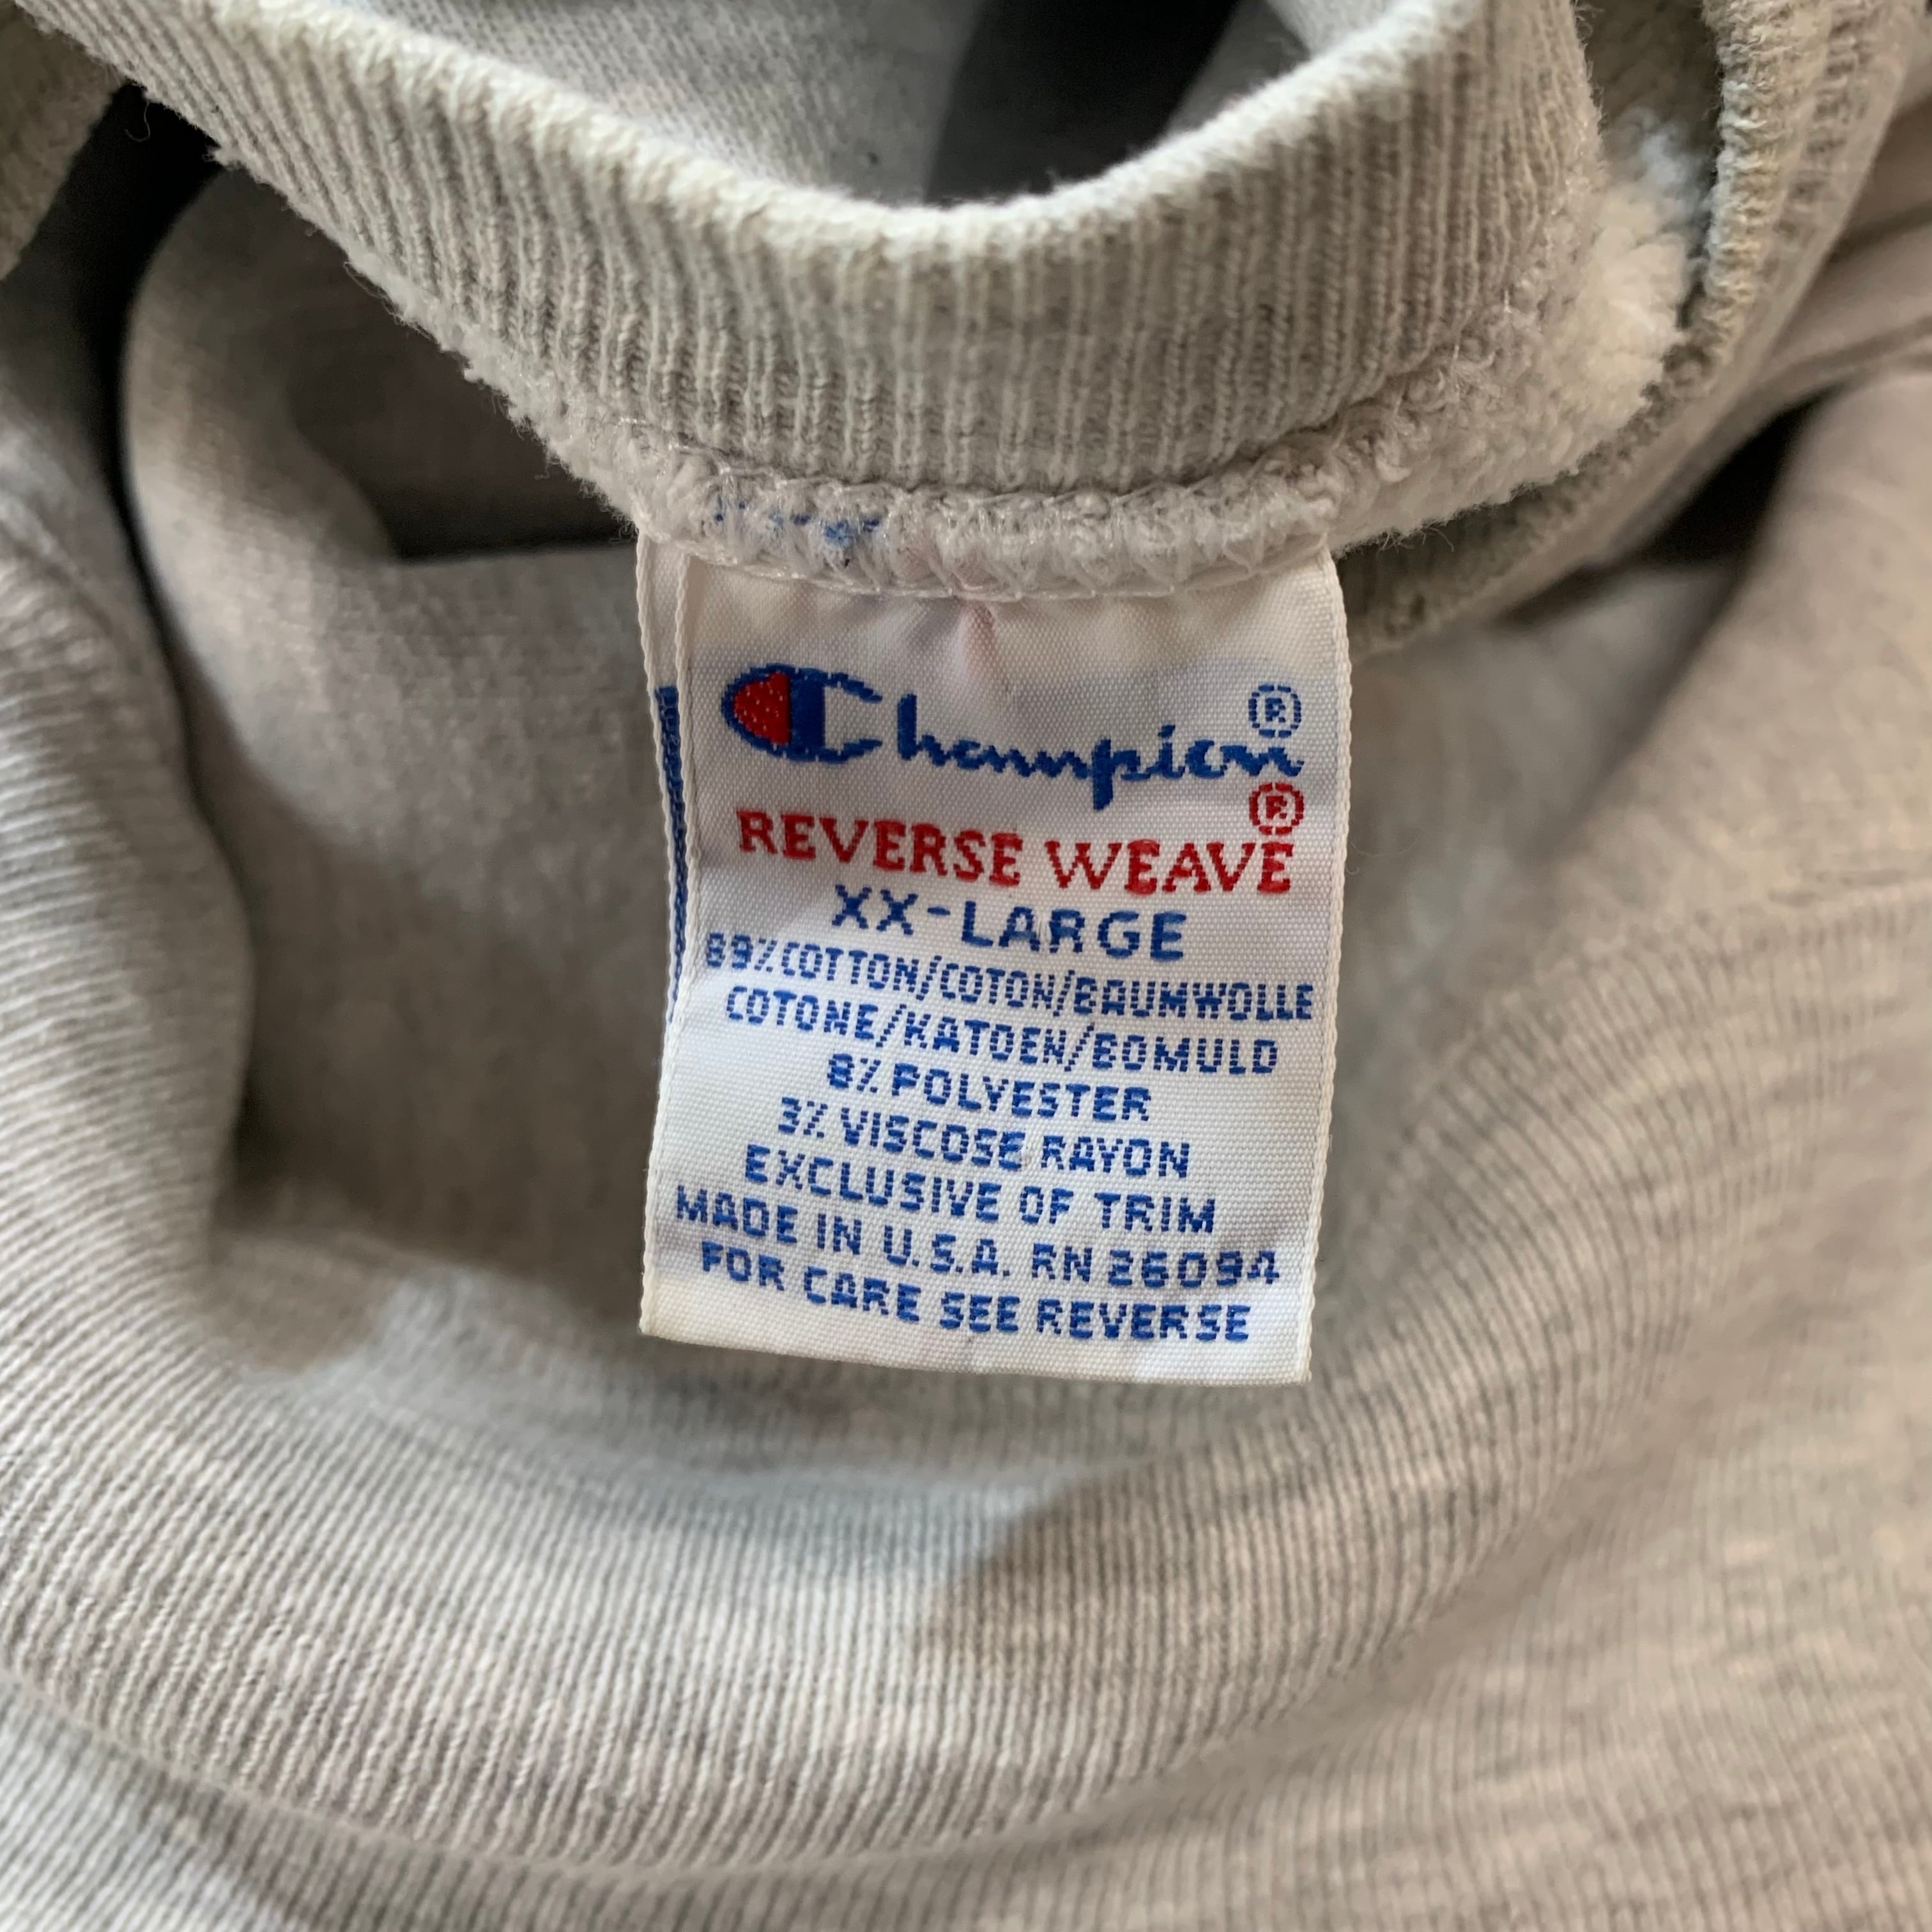 Champion®
REVERSE WEAVE®
XX-LARGE
89% COTTON/COTON/BAUMWOLLE
COTONE/KATOEN/BOMULD
8% POLYESTER
3% VISCOSE RAYON
EXCLUSIVE OF TRIM
MADE IN U.S.A. RN 26094
FOR CARE SEE REVERSE